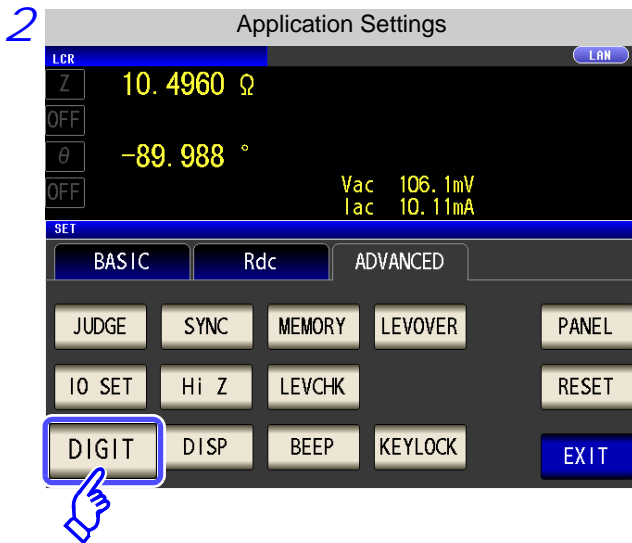 2
Application Settings
LCR
LAN
Z 10.4960 Ω
OFF
θ -89.988 °
OFF
Vac 106.1mV
Iac 10.11mA
SET
BASIC Rdc ADVANCED
JUDGE SYNC MEMORY LEVOVER PANEL
IO SET Hi Z LEVCHK RESET
DIGIT DISP BEEP KEYLOCK EXIT